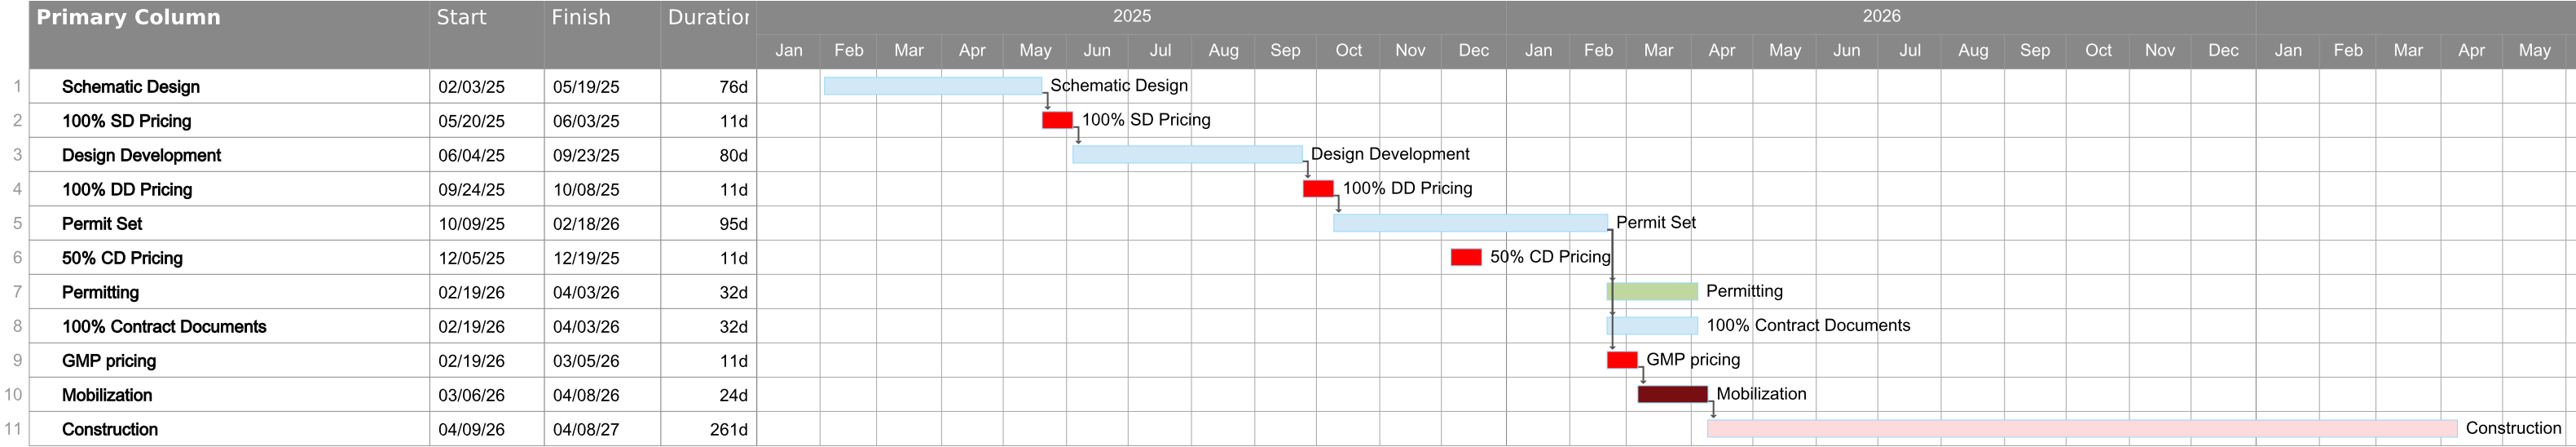 Primary Column Start Finish Duration 2025 2026
Jan Feb Mar Apr May Jun Jul Aug Sep Oct Nov Dec Jan Feb Mar Apr May Jun Jul Aug Sep Oct Nov Dec Jan Feb Mar Apr May
1 Schematic Design 02/03/25 05/19/25 76d Schematic Design
2 100% SD Pricing 05/20/25 06/03/25 11d 100% SD Pricing
3 Design Development 06/04/25 09/23/25 80d Design Development
4 100% DD Pricing 09/24/25 10/08/25 11d 100% DD Pricing
5 Permit Set 10/09/25 02/18/26 95d Permit Set
6 50% CD Pricing 12/05/25 12/19/25 11d 50% CD Pricing
7 Permitting 02/19/26 04/03/26 32d Permitting
8 100% Contract Documents 02/19/26 04/03/26 32d 100% Contract Documents
9 GMP pricing 02/19/26 03/05/26 11d GMP pricing
10 Mobilization 03/06/26 04/08/26 24d Mobilization
11 Construction 04/09/26 04/08/27 261d Construction